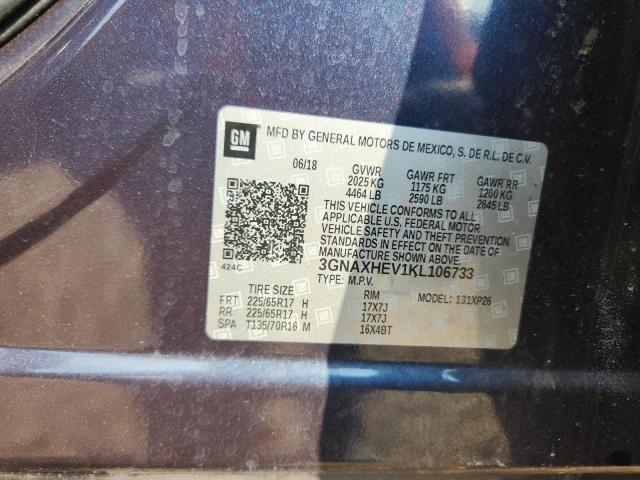 GM
MFD BY GENERAL MOTORS DE MEXICO, S. DE R.L. DE C.V.
06/18 GVWR GAWR FRT GAWR RR
2025 KG 1175 KG 1200 KG
4464 LB 2590 LB 2645 LB
THIS VEHICLE CONFORMS TO ALL
APPLICABLE U.S. FEDERAL MOTOR
VEHICLE SAFETY AND THEFT PREVENTION
STANDARDS IN EFFECT ON THE DATE OF
MANUFACTURE SHOWN ABOVE.
424C 3GNAXHEV1KL106733
TYPE: M.P.V.
TIRE SIZE RIM MODEL: 131XP26
FRT 225/65R17 H 17X7J
RR 225/65R17 H 17X7J
SPA T135/70R16 M 16X4BT